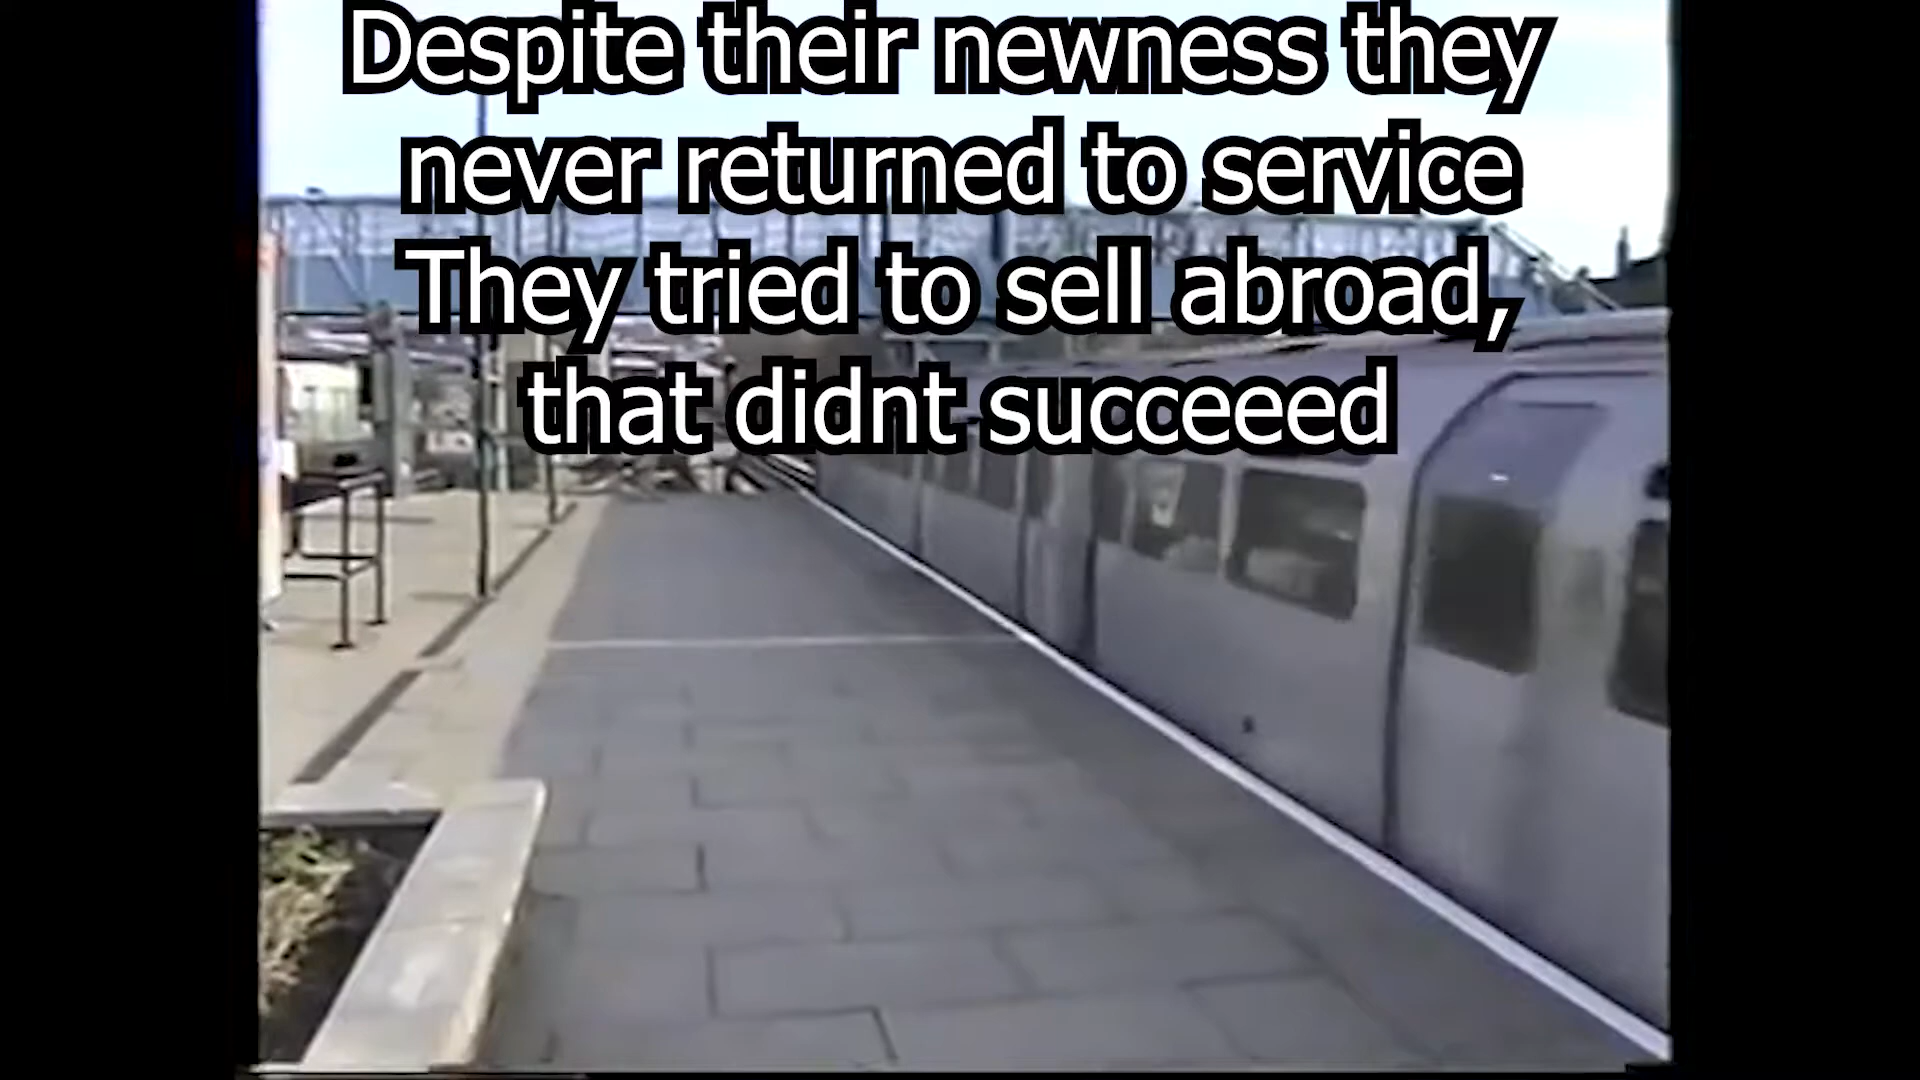 Despite their newness they
never returned to service
They tried to sell abroad,
that didnt succeeed